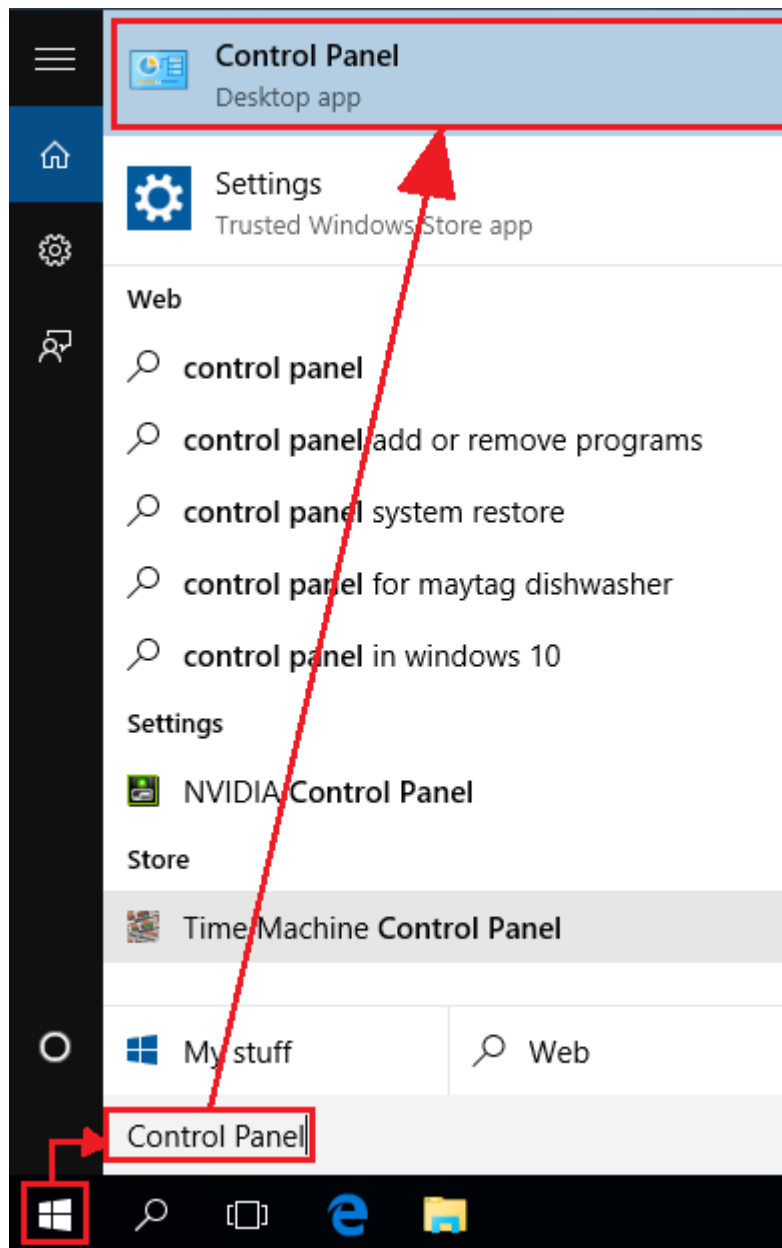 Control Panel
Desktop app
Settings
Trusted Windows Store app
Web
control panel
control panel add or remove programs
control panel system restore
control panel for maytag dishwasher
control panel in windows 10
Settings
NVIDIA Control Panel
Store
Time Machine Control Panel
My stuff
Web
Control Panel